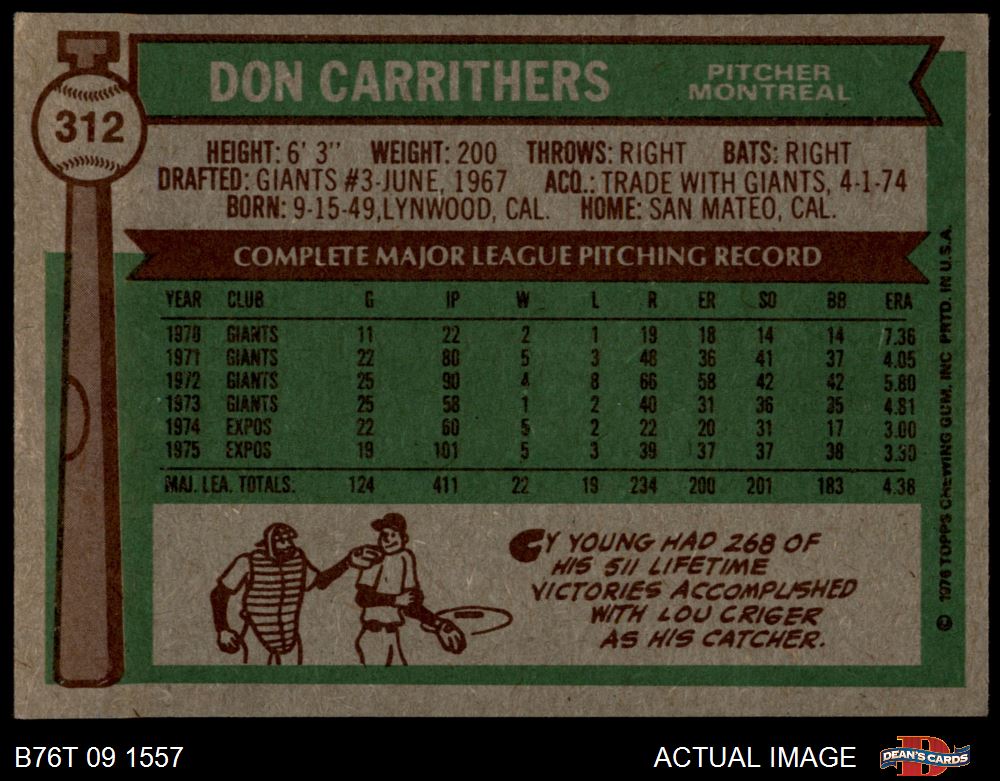 312
DON CARRITHERS
PITCHER
MONTREAL
HEIGHT: 6' 3" WEIGHT: 200 THROWS: RIGHT BATS: RIGHT
DRAFTED: GIANTS #3-JUNE, 1967 ACQ.: TRADE WITH GIANTS, 4-1-74
BORN: 9-15-49, LYNWOOD, CAL. HOME: SAN MATEO, CAL.
COMPLETE MAJOR LEAGUE PITCHING RECORD
YEAR CLUB G IP W L R ER SO BB ERA
1970 GIANTS 11 22 2 1 19 18 14 14 7.36
1971 GIANTS 22 80 5 3 48 36 41 37 4.05
1972 GIANTS 25 90 4 8 66 58 42 42 5.80
1973 GIANTS 25 58 1 2 40 31 36 35 4.81
1974 EXPOS 22 60 5 2 22 20 31 17 3.00
1975 EXPOS 19 101 5 3 39 37 37 38 3.30
MAJ. LEA. TOTALS. 124 411 22 19 234 200 201 183 4.38
CY YOUNG HAD 268 OF
HIS 511 LIFETIME
VICTORIES ACCOMPLISHED
WITH LOU CRIGER
AS HIS CATCHER.
© 1976 TOPPS CHEWING GUM, INC PRTD. IN U.S.A.
B76T 09 1557
ACTUAL IMAGE
DEAN'S CARDS